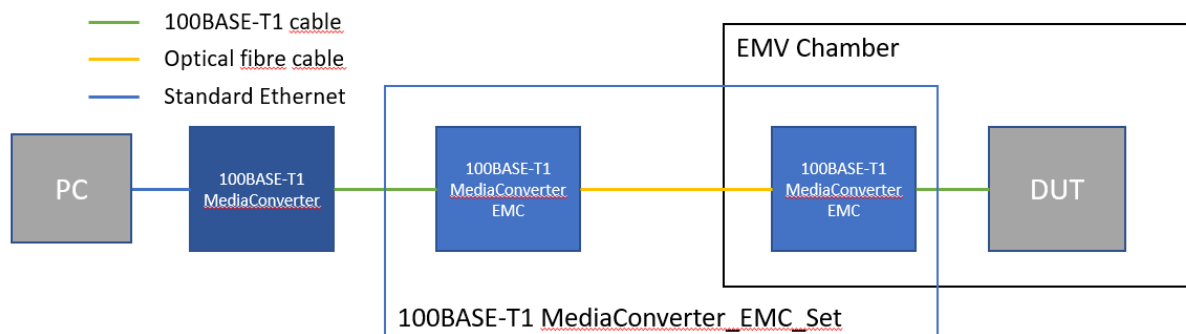 100BASE-T1 cable
Optical fibre cable
Standard Ethernet
EMV Chamber
PC
100BASE-T1
MediaConverter
100BASE-T1
MediaConverter
EMC
100BASE-T1
MediaConverter
EMC
DUT
100BASE-T1 MediaConverter_EMC_Set